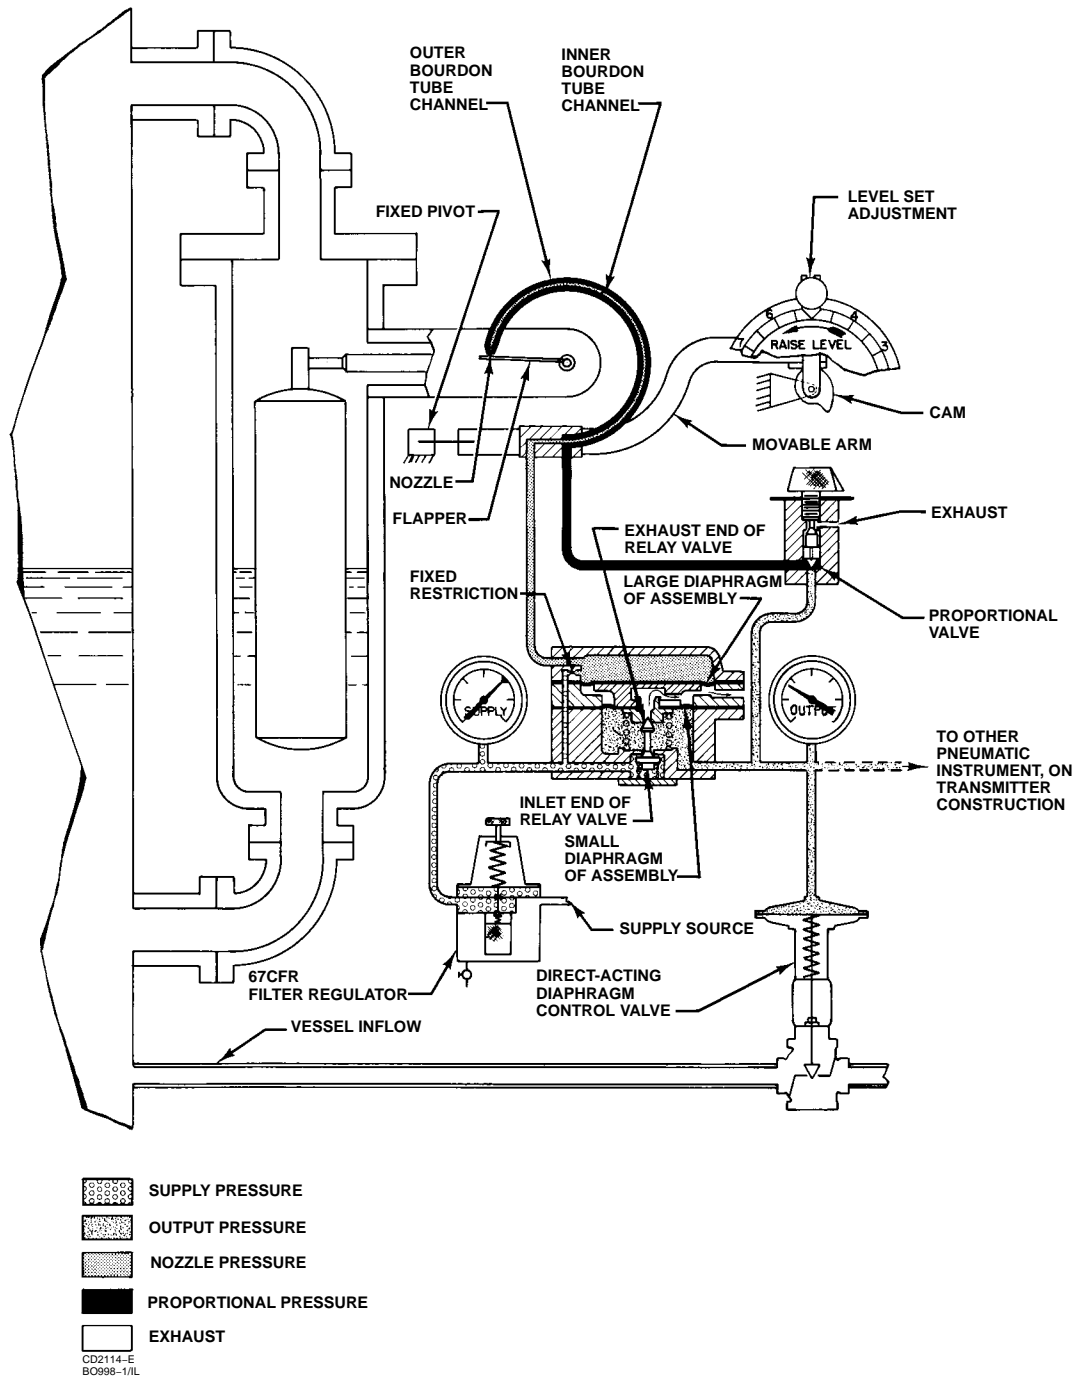 OUTER
BOURDON
TUBE
CHANNEL
INNER
BOURDON
TUBE
CHANNEL
LEVEL SET
ADJUSTMENT
FIXED PIVOT
6
4
7
3
RAISE LEVEL
CAM
MOVABLE ARM
NOZZLE
FLAPPER
EXHAUST
EXHAUST END OF
RELAY VALVE
FIXED
RESTRICTION
LARGE DIAPHRAGM
OF ASSEMBLY
PROPORTIONAL
VALVE
SUPPLY
OUTPUT
TO OTHER
PNEUMATIC
INSTRUMENT, ON
TRANSMITTER
CONSTRUCTION
INLET END OF
RELAY VALVE
SMALL
DIAPHRAGM
OF ASSEMBLY
SUPPLY SOURCE
67CFR
FILTER REGULATOR
DIRECT-ACTING
DIAPHRAGM
CONTROL VALVE
VESSEL INFLOW
SUPPLY PRESSURE
OUTPUT PRESSURE
NOZZLE PRESSURE
PROPORTIONAL PRESSURE
EXHAUST
CD2114–E
BO998–1/IL